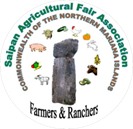 Saipan Agricultural Fair Association
COMMONWEALTH OF THE NORTHERN MARIANA ISLANDS
Farmers & Ranchers